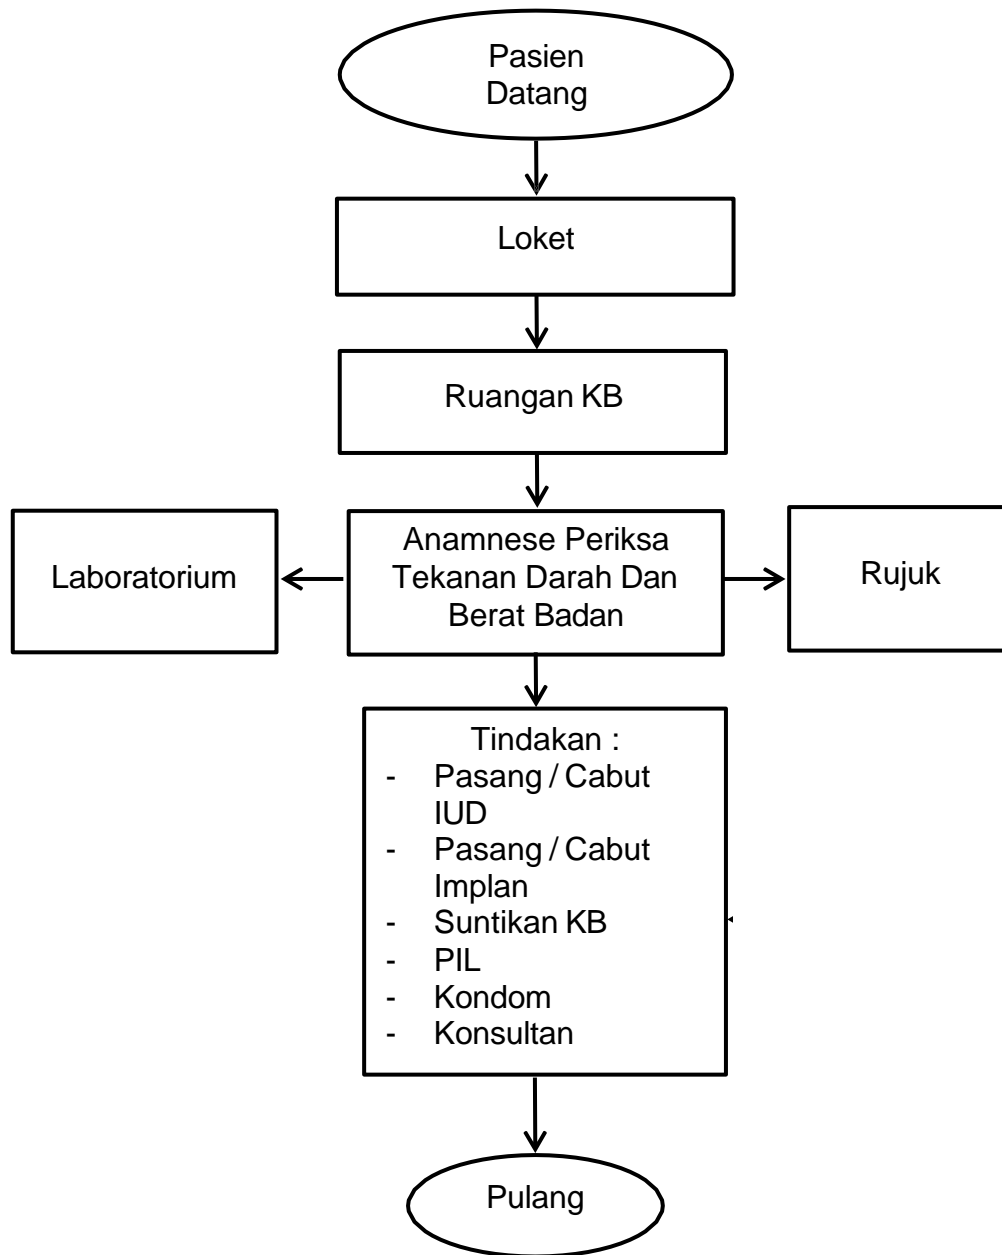 Pasien
Datang
Loket
Ruangan KB
Laboratorium
Anamnese Periksa
Tekanan Darah Dan
Berat Badan
Rujuk
Tindakan :
- Pasang / Cabut
IUD
- Pasang / Cabut
Implan
- Suntikan KB
- PIL
- Kondom
- Konsultan
Pulang